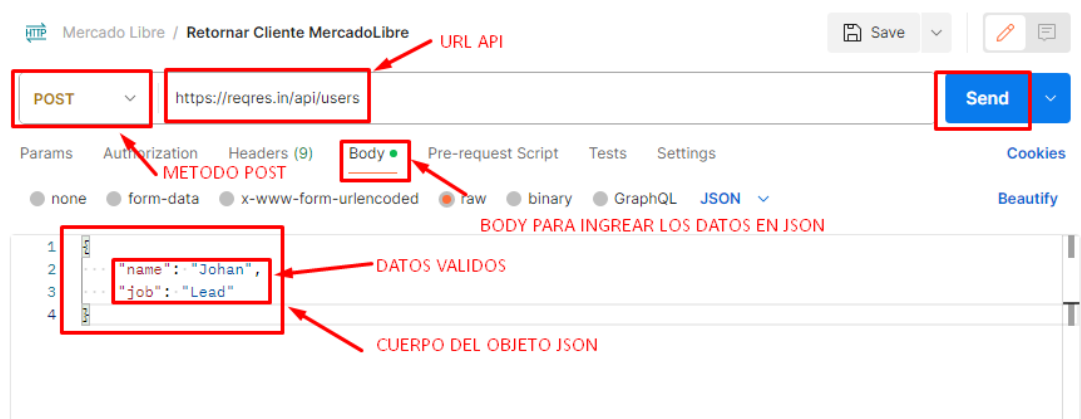 HTTP Mercado Libre / Retornar Cliente MercadoLibre
URL API
Save
POST
https://reqres.in/api/users
Send
Params Authorization Headers (9) Body Pre-request Script Tests Settings Cookies
METODO POST
none form-data x-www-form-urlencoded raw binary GraphQL JSON Beautify
BODY PARA INGREAR LOS DATOS EN JSON
1 {
2 "name": "Johan",
DATOS VALIDOS
3 "job": "Lead"
4 }
CUERPO DEL OBJETO JSON